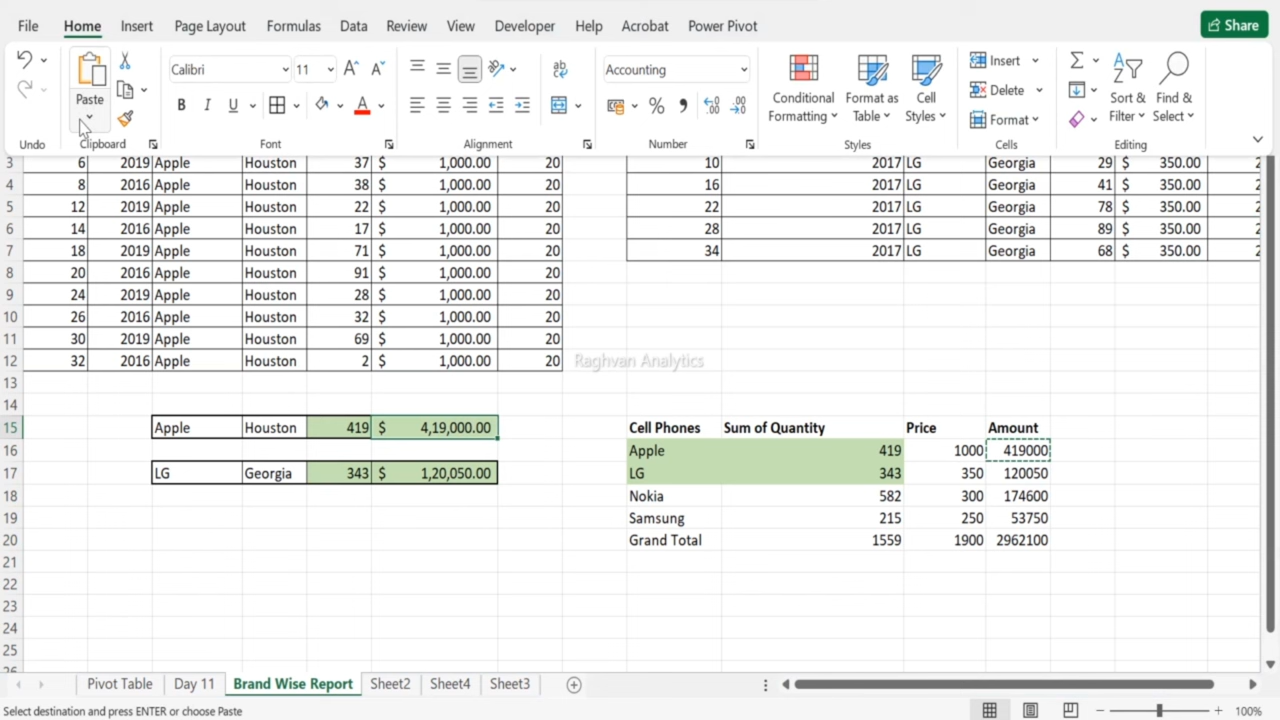 File Home Insert Page Layout Formulas Data Review View Developer Help Acrobat Power Pivot Share
Calibri 11 Accounting Insert Delete Format
Paste B I U A ab % Conditional Formatting Format as Table Cell Styles Sort & Filter Find & Select
Undo Clipboard Font Alignment Number Styles Cells Editing
3 6 2019 Apple Houston 37 $ 1,000.00 20 10 2017 LG Georgia 29 $ 350.00 2
4 8 2016 Apple Houston 38 $ 1,000.00 20 16 2017 LG Georgia 41 $ 350.00 2
5 12 2019 Apple Houston 22 $ 1,000.00 20 22 2017 LG Georgia 78 $ 350.00 2
6 14 2016 Apple Houston 17 $ 1,000.00 20 28 2017 LG Georgia 89 $ 350.00 2
7 18 2019 Apple Houston 71 $ 1,000.00 20 34 2017 LG Georgia 68 $ 350.00 2
8 20 2016 Apple Houston 91 $ 1,000.00 20
9 24 2019 Apple Houston 28 $ 1,000.00 20
10 26 2016 Apple Houston 32 $ 1,000.00 20
11 30 2019 Apple Houston 69 $ 1,000.00 20
12 32 2016 Apple Houston 2 $ 1,000.00 20 Raghvan Analytics
13
14
15 Apple Houston 419 $ 4,19,000.00 Cell Phones Sum of Quantity Price Amount
16 Apple 419 1000 419000
17 LG Georgia 343 $ 1,20,050.00 LG 343 350 120050
18 Nokia 582 300 174600
19 Samsung 215 250 53750
20 Grand Total 1559 1900 2962100
21
22
23
24
25
Pivot Table Day 11 Brand Wise Report Sheet2 Sheet4 Sheet3
Select destination and press ENTER or choose Paste 100%